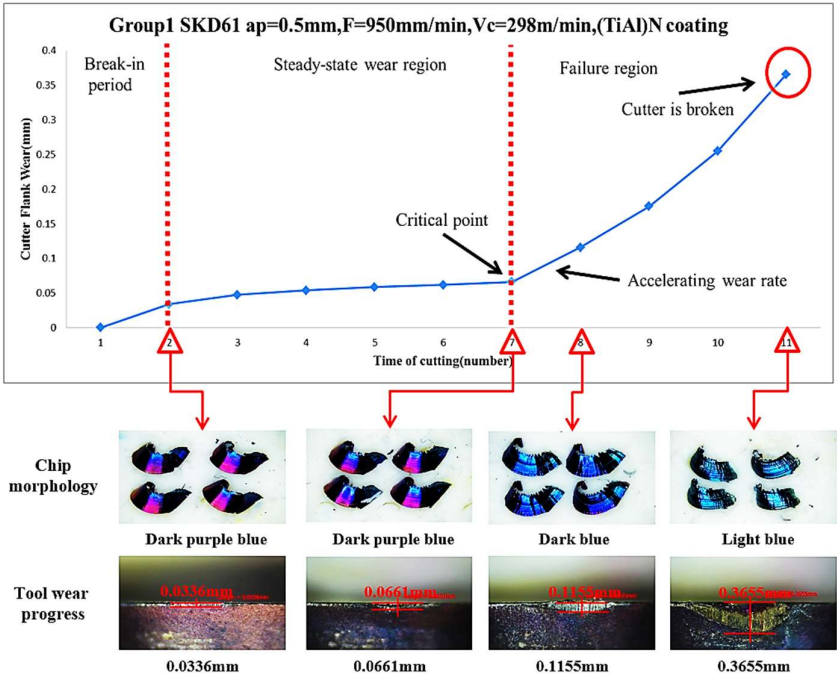 Group1 SKD61 ap=0.5mm,F=950mm/min,Vc=298m/min,(TiAl)N coating
Cutter Flank Wear(mm)
0.4
0.35
0.3
0.25
0.2
0.15
0.1
0.05
0
Break-in
period
Steady-state wear region
Failure region
Cutter is broken
Critical point
Accelerating wear rate
1 2 3 4 5 6 7 8 9 10 11
Time of cutting(number)
Chip
morphology
Dark purple blue
Dark purple blue
Dark blue
Light blue
Tool wear
progress
0.0336mm
0.0661mm
0.1155mm
0.3655mm
0.0336mm
0.0661mm
0.1155mm
0.3655mm